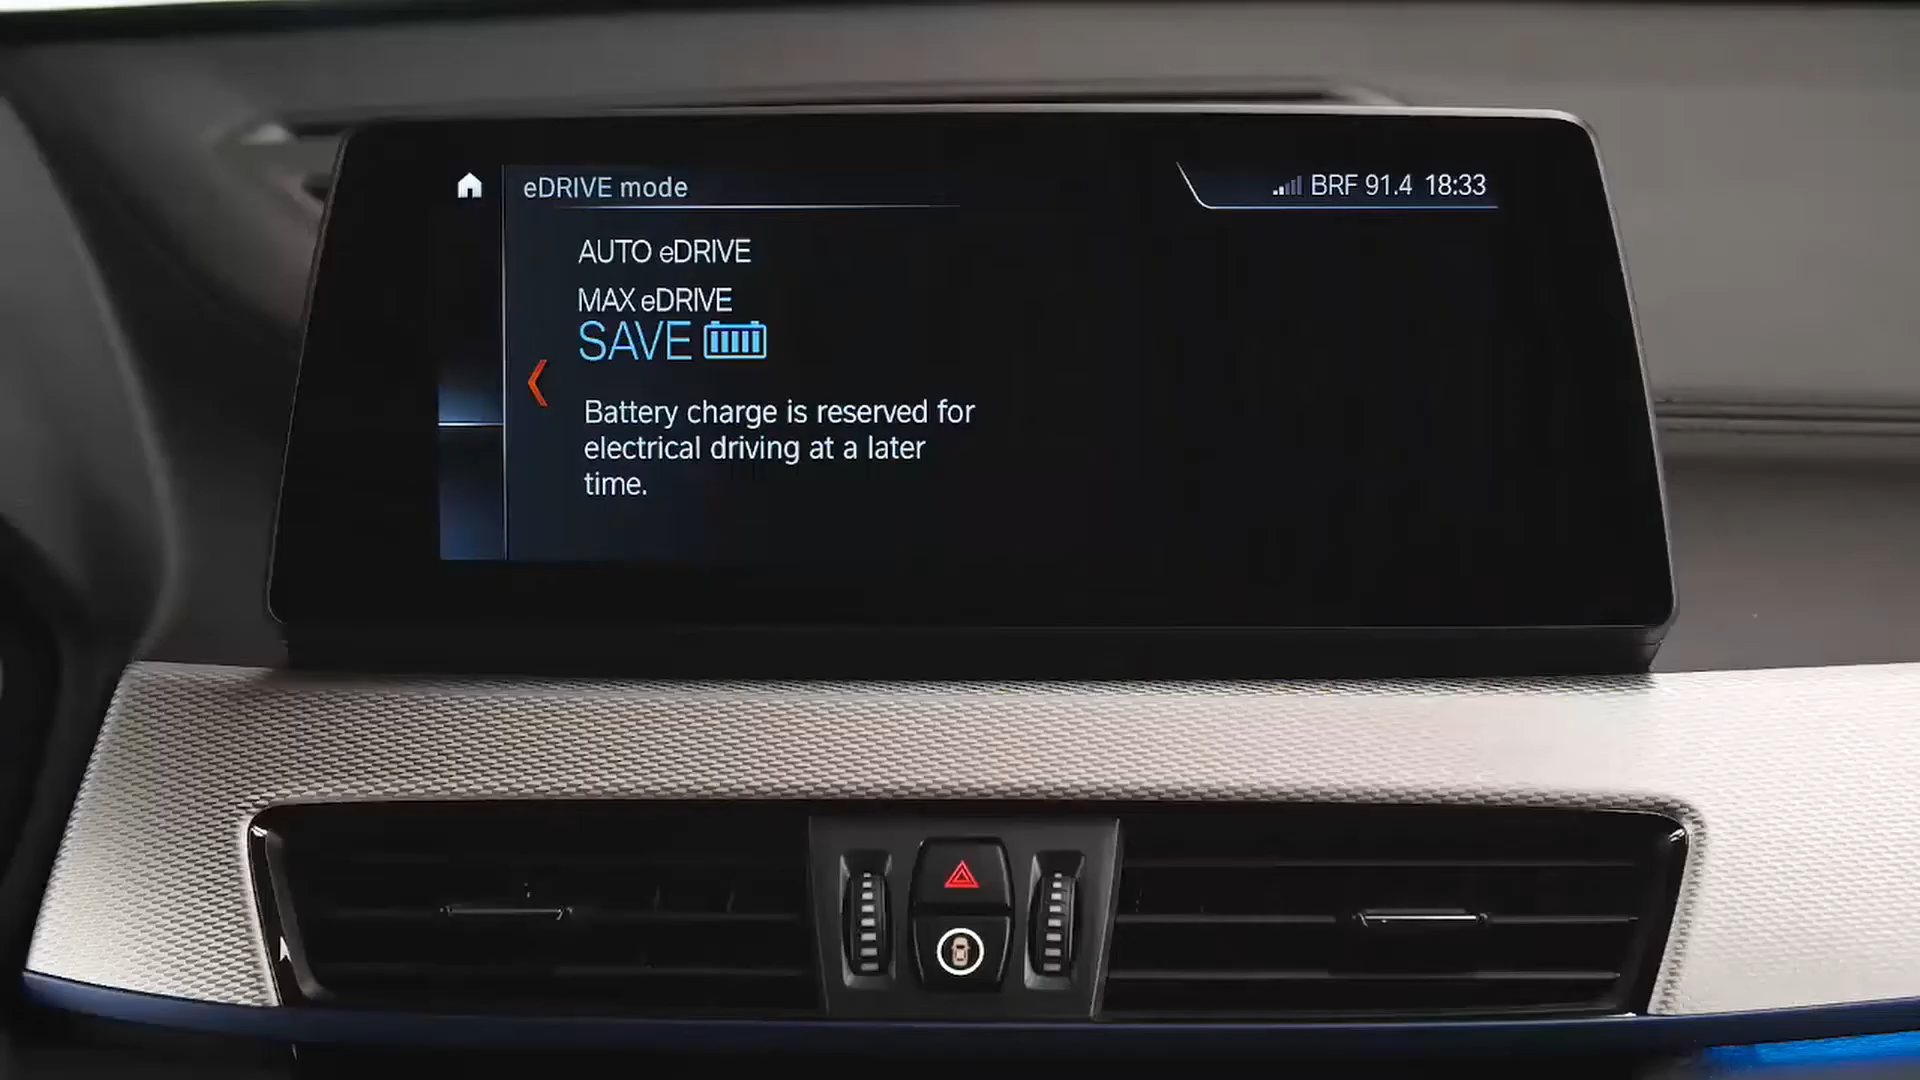 eDRIVE mode
BRF 91.4 18:33
AUTO eDRIVE
MAX eDRIVE
SAVE
Battery charge is reserved for
electrical driving at a later
time.